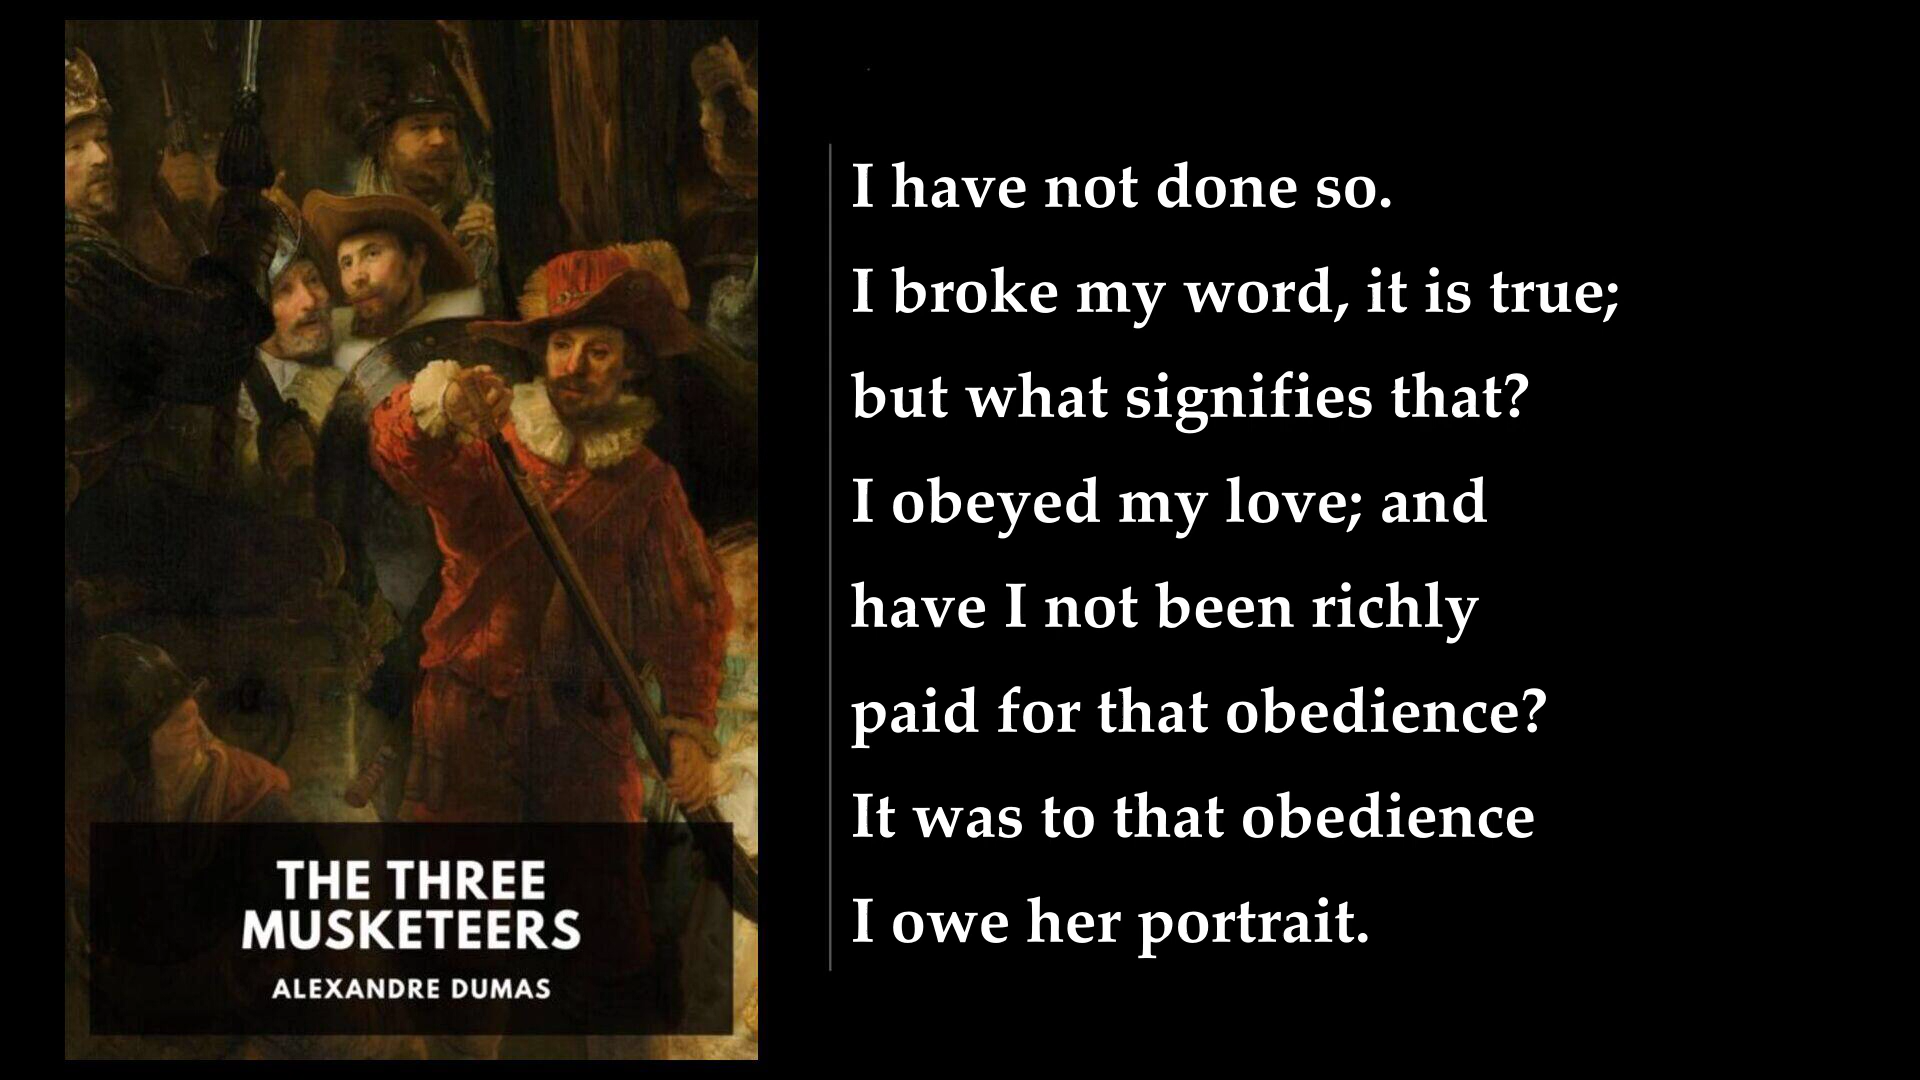 THE THREE
MUSKETEERS
ALEXANDRE DUMAS
I have not done so.
I broke my word, it is true;
but what signifies that?
I obeyed my love; and
have I not been richly
paid for that obedience?
It was to that obedience
I owe her portrait.